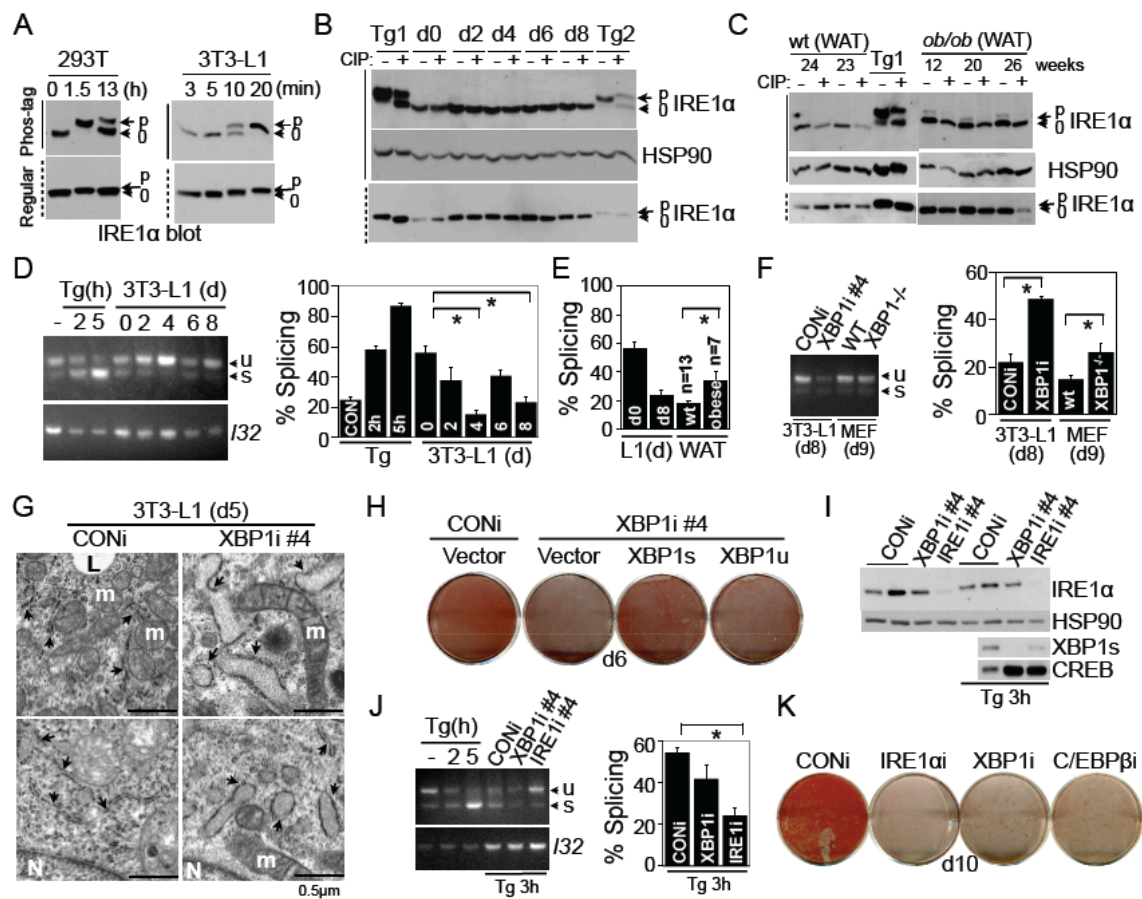 A
293T
3T3-L1
0 1.5 13 (h)
3 5 10 20 (min)
Phos-tag
p
0
p
0
Regular
p
0
p
0
IRE1α blot
B
Tg1 d0 d2 d4 d6 d8 Tg2
CIP: - + - + - + - + - + - + - +
p
0
IRE1α
HSP90
p
0
IRE1α
C
wt (WAT)
Tg1
ob/ob (WAT)
24 23
12 20 26 weeks
CIP: - + - + - + - + - + - +
p
0
IRE1α
HSP90
p
0
IRE1α
D
Tg(h)
3T3-L1 (d)
- 2 5 0 2 4 6 8
u
s
l32
% Splicing
100
80
60
40
20
0
CON
2h
5h
0
2
4
6
8
*
*
Tg
3T3-L1 (d)
E
% Splicing
100
80
60
40
20
0
d0
d8
wt n=13
obese n=7
*
L1(d)
WAT
F
CONi
XBP1i #4
WT
XBP1-/-
u
s
3T3-L1
(d8)
MEF
(d9)
% Splicing
60
40
20
0
CONi
XBP1i
wt
XBP1-/-
*
*
3T3-L1
(d8)
MEF
(d9)
G
3T3-L1 (d5)
CONi
XBP1i #4
L
m
m
m
N
N
m
0.5µm
H
CONi
XBP1i #4
Vector
Vector
XBP1s
XBP1u
d6
I
CONi
XBP1i #4
IRE1i #4
CONi
XBP1i #4
IRE1i #4
IRE1α
HSP90
XBP1s
CREB
Tg 3h
J
Tg(h)
- 2 5
CONi
XBP1i #4
IRE1i #4
u
s
l32
Tg 3h
% Splicing
60
40
20
0
CONi
XBP1i
IRE1i
*
Tg 3h
K
CONi
IRE1αi
XBP1i
C/EBPβi
d10